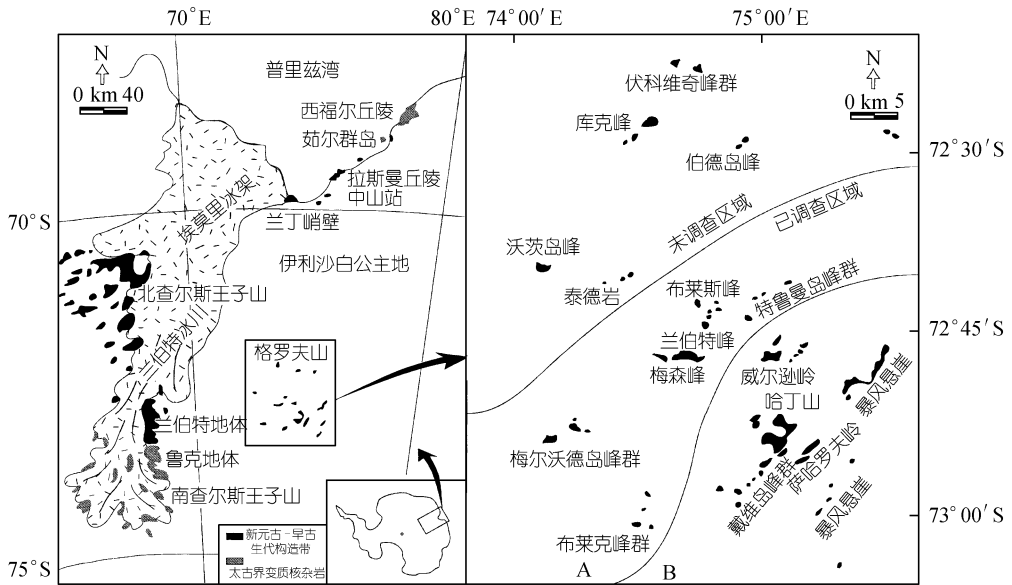 70°E
80°E
74°00′E
75°00′E
N
0 km 40
普里兹湾
西福尔丘陵
茹尔群岛
拉斯曼丘陵
中山站
埃莫里冰架
70°S
兰丁峭壁
伊利沙白公主地
北查尔斯王子山
兰伯特冰川
格罗夫山
兰伯特地体
鲁克地体
南查尔斯王子山
新元古-早古
生代构造带
太古界变质核杂岩
75°S
N
0 km 5
伏科维奇峰群
库克峰
伯德岛峰
72°30′S
未调查区域
已调查区域
沃茨岛峰
泰德岩
布莱斯峰
特鲁曼岛峰群
兰伯特峰
72°45′S
梅森峰
威尔逊岭
暴风悬崖
哈丁山
梅尔沃德岛峰群
萨哈罗夫岭
戴维岛峰群
暴风悬崖
73°00′S
布莱克峰群
A
B